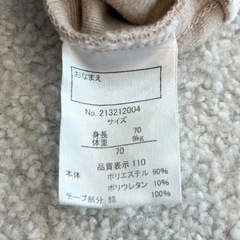 おなまえ
No. 213212004
サイズ
身長 70
体重 9kg
70
品質表示 110
本体 ポリエステル 90%
ポリウレタン 10%
テープ部分 綿 100%